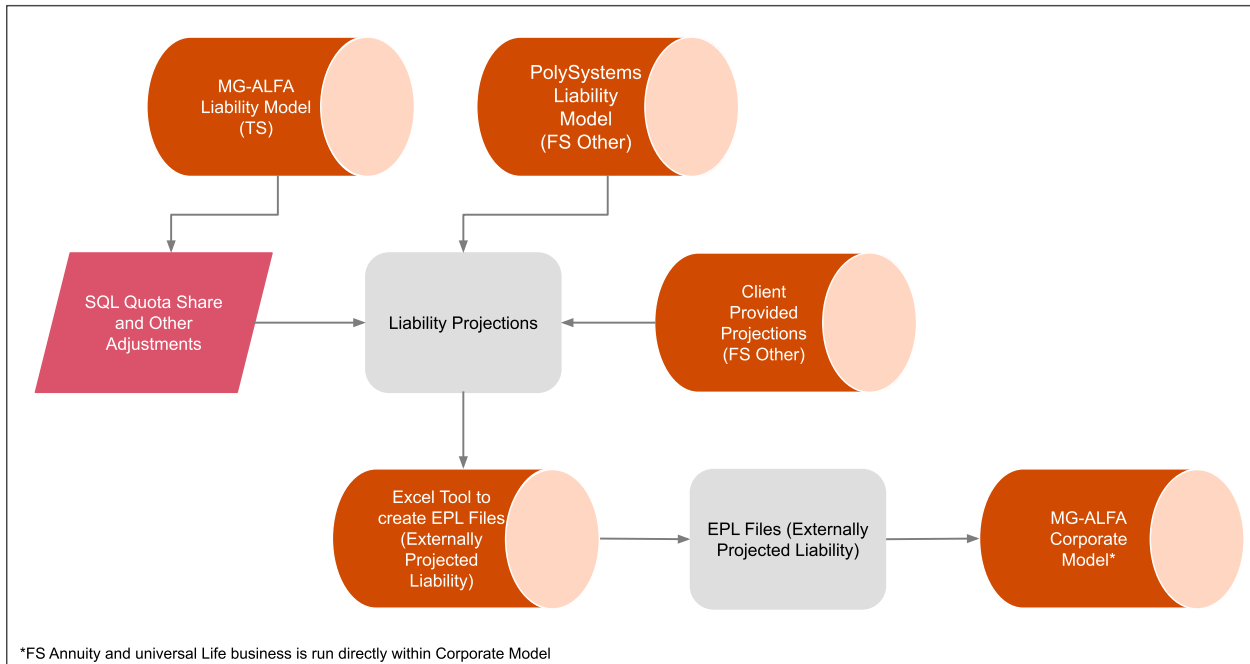 MG-ALFA
Liability Model
(TS)
PolySystems
Liability
Model
(FS Other)
SQL Quota Share
and Other
Adjustments
Liability Projections
Client
Provided
Projections
(FS Other)
Excel Tool to
create EPL Files
(Externally
Projected
Liability)
EPL Files (Externally
Projected Liability)
MG-ALFA
Corporate
Model*
*FS Annuity and universal Life business is run directly within Corporate Model